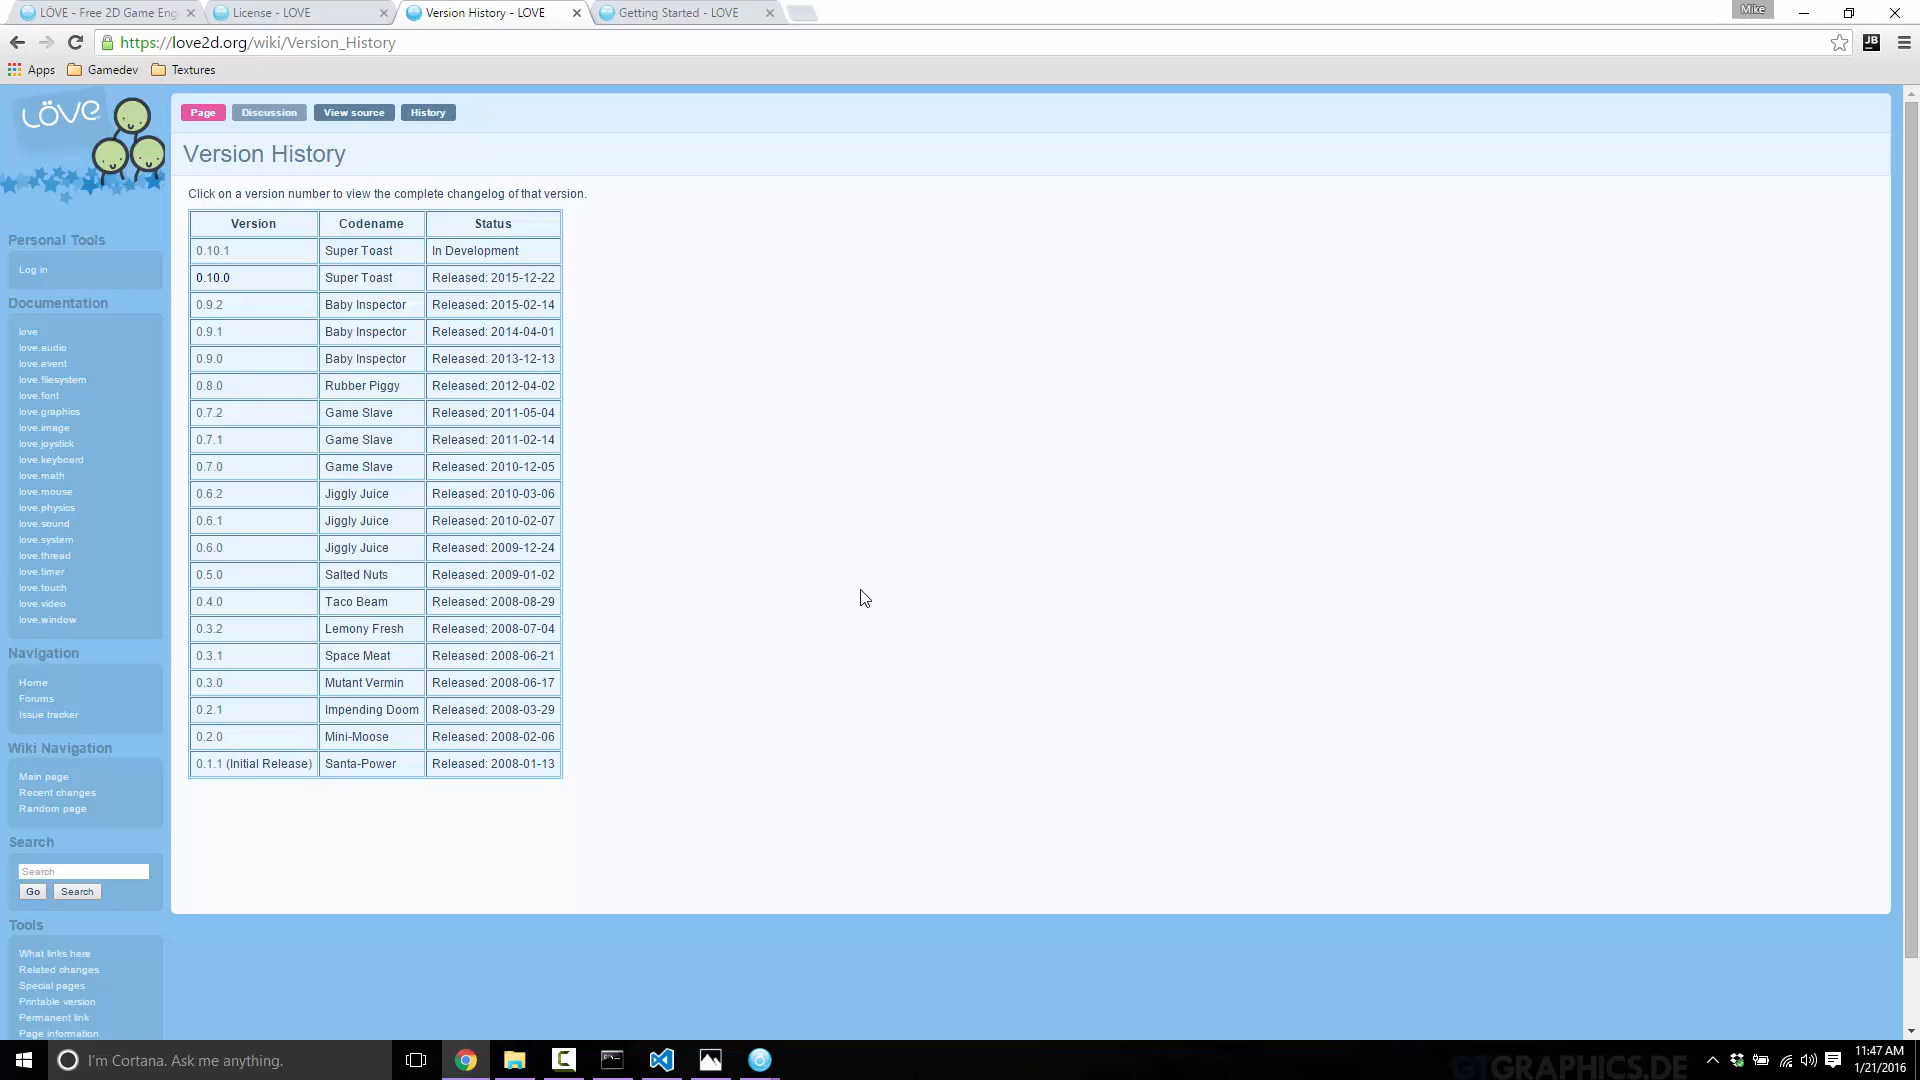 LÖVE - Free 2D Game Eng
License - LOVE
Version History - LOVE
Getting Started - LOVE
Mike
https://love2d.org/wiki/Version_History
JB
Apps
Gamedev
Textures
LÖVE
Page
Discussion
View source
History
Version History
Click on a version number to view the complete changelog of that version.
Version Codename Status
0.10.1 Super Toast In Development
0.10.0 Super Toast Released: 2015-12-22
0.9.2 Baby Inspector Released: 2015-02-14
0.9.1 Baby Inspector Released: 2014-04-01
0.9.0 Baby Inspector Released: 2013-12-13
0.8.0 Rubber Piggy Released: 2012-04-02
0.7.2 Game Slave Released: 2011-05-04
0.7.1 Game Slave Released: 2011-02-14
0.7.0 Game Slave Released: 2010-12-05
0.6.2 Jiggly Juice Released: 2010-03-06
0.6.1 Jiggly Juice Released: 2010-02-07
0.6.0 Jiggly Juice Released: 2009-12-24
0.5.0 Salted Nuts Released: 2009-01-02
0.4.0 Taco Beam Released: 2008-08-29
0.3.2 Lemony Fresh Released: 2008-07-04
0.3.1 Space Meat Released: 2008-06-21
0.3.0 Mutant Vermin Released: 2008-06-17
0.2.1 Impending Doom Released: 2008-03-29
0.2.0 Mini-Moose Released: 2008-02-06
0.1.1 (Initial Release) Santa-Power Released: 2008-01-13
Personal Tools
Log in
Documentation
love
love.audio
love.event
love.filesystem
love.font
love.graphics
love.image
love.joystick
love.keyboard
love.math
love.mouse
love.physics
love.sound
love.system
love.thread
love.timer
love.touch
love.video
love.window
Navigation
Home
Forums
Issue tracker
Wiki Navigation
Main page
Recent changes
Random page
Search
Search
Go
Search
Tools
What links here
Related changes
Special pages
Printable version
Permanent link
Page information
I'm Cortana. Ask me anything.
GTGRAPHICS.DE
11:47 AM
1/21/2016